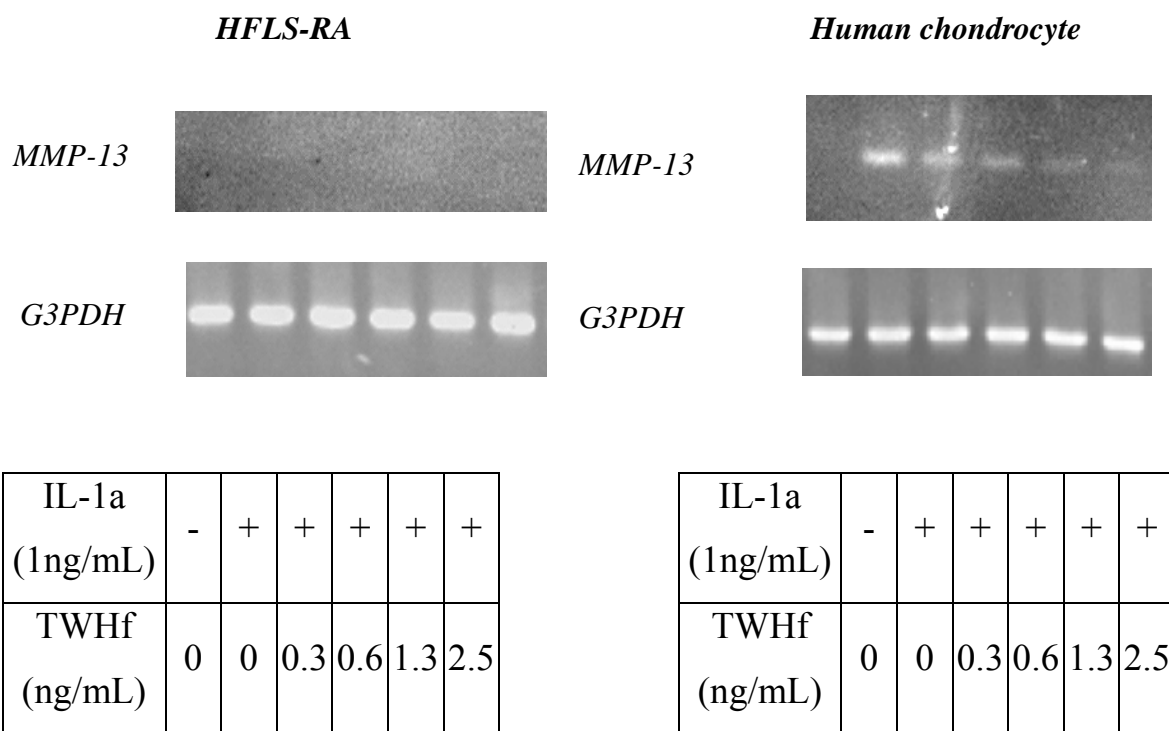 HFLS-RA
Human chondrocyte
MMP-13
MMP-13
G3PDH
G3PDH
IL-1a
(1ng/mL)
- + + + + +
TWHf
(ng/mL)
0 0 0.3 0.6 1.3 2.5
IL-1a
(1ng/mL)
- + + + + +
TWHf
(ng/mL)
0 0 0.3 0.6 1.3 2.5